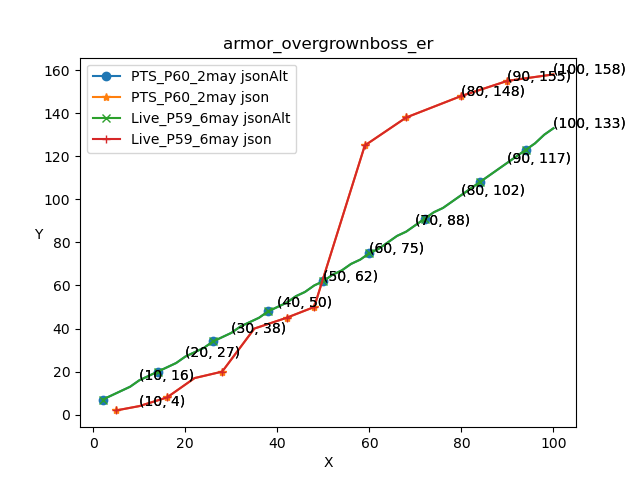 armor_overgrownboss_er
PTS_P60_2may jsonAlt
PTS_P60_2may json
Live_P59_6may jsonAlt
Live_P59_6may json
(100, 158)
(90, 155)
(80, 148)
(100, 133)
(90, 117)
(80, 102)
(70, 88)
(60, 75)
(50, 62)
(40, 50)
(30, 38)
(20, 27)
(10, 16)
(10, 4)
160
140
120
100
80
60
40
20
0
Y
0 20 40 60 80 100
X